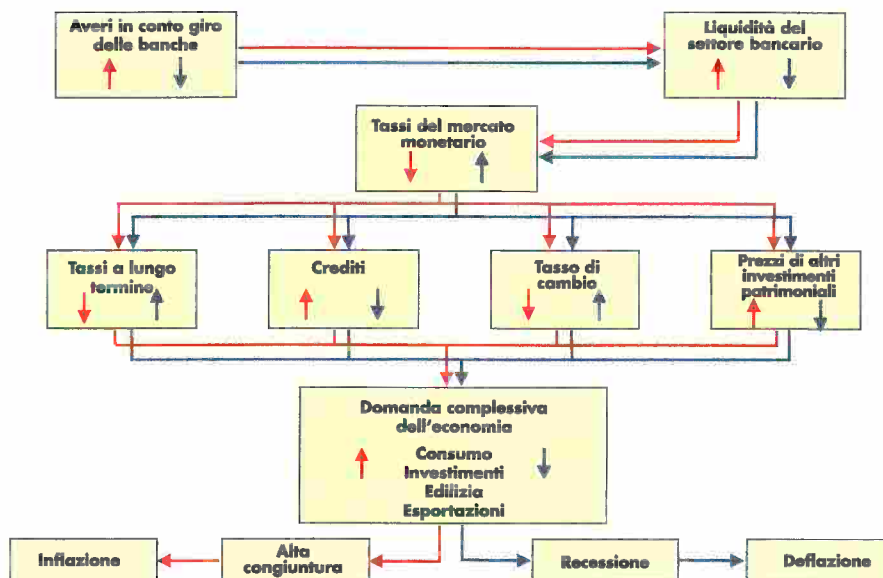 Averi in conto giro
delle banche
Liquidità del
settore bancario
Tassi del mercato
monetario
Tassi a lungo
termine
Crediti
Tasso di
cambio
Prezzi di altri
investimenti
patrimoniali
Domanda complessiva
dell'economia
Consumo
Investimenti
Edilizia
Esportazioni
Inflazione
Alta
congiuntura
Recessione
Deflazione